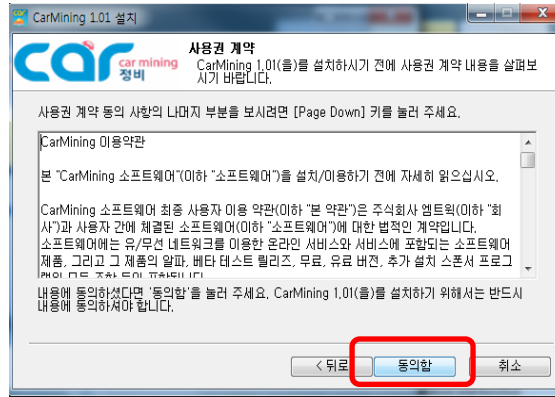 CarMining 1.01 설치
car
car mining
정비
사용권 계약
CarMining 1.01(을)를 설치하시기 전에 사용권 계약 내용을 살펴보
시기 바랍니다.
사용권 계약 동의 사항의 나머지 부분을 보시려면 [Page Down] 키를 눌러 주세요.
CarMining 이용약관
본 "CarMining 소프트웨어"(이하 "소프트웨어")을 설치/이용하기 전에 자세히 읽으십시오.
CarMining 소프트웨어 최종 사용자 이용 약관(이하 "본 약관")은 주식회사 엠트웍(이하 "회
사")과 사용자 간에 체결된 소프트웨어(이하 "소프트웨어")에 대한 법적인 계약입니다.
소프트웨어에는 유/무선 네트워크를 이용한 온라인 서비스와 서비스에 포함되는 소프트웨어
제품, 그리고 그 제품의 알파, 베타 테스트 릴리즈, 무료, 유료 버전, 추가 설치 스폰서 프로그
내용에 동의하셨다면 '동의함'을 눌러 주세요. CarMining 1.01(을)를 설치하기 위해서는 반드시
내용에 동의하셔야 합니다.
< 뒤로 동의함 취소